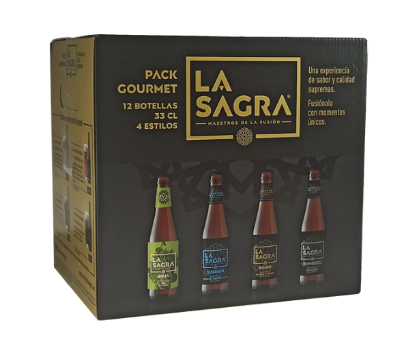 PACK
GOURMET
12 BOTELLAS
33 CL
4 ESTILOS
LA
SAGRA®
MAESTROS DE LA FUSIÓN
Una experiencia
de sabor y calidad
supremas.
Fusiónala
con momentos
únicos.
LA
SAGRA
LA
SAGRA
LA
SAGRA
BOHÍO
LA
SAGRA